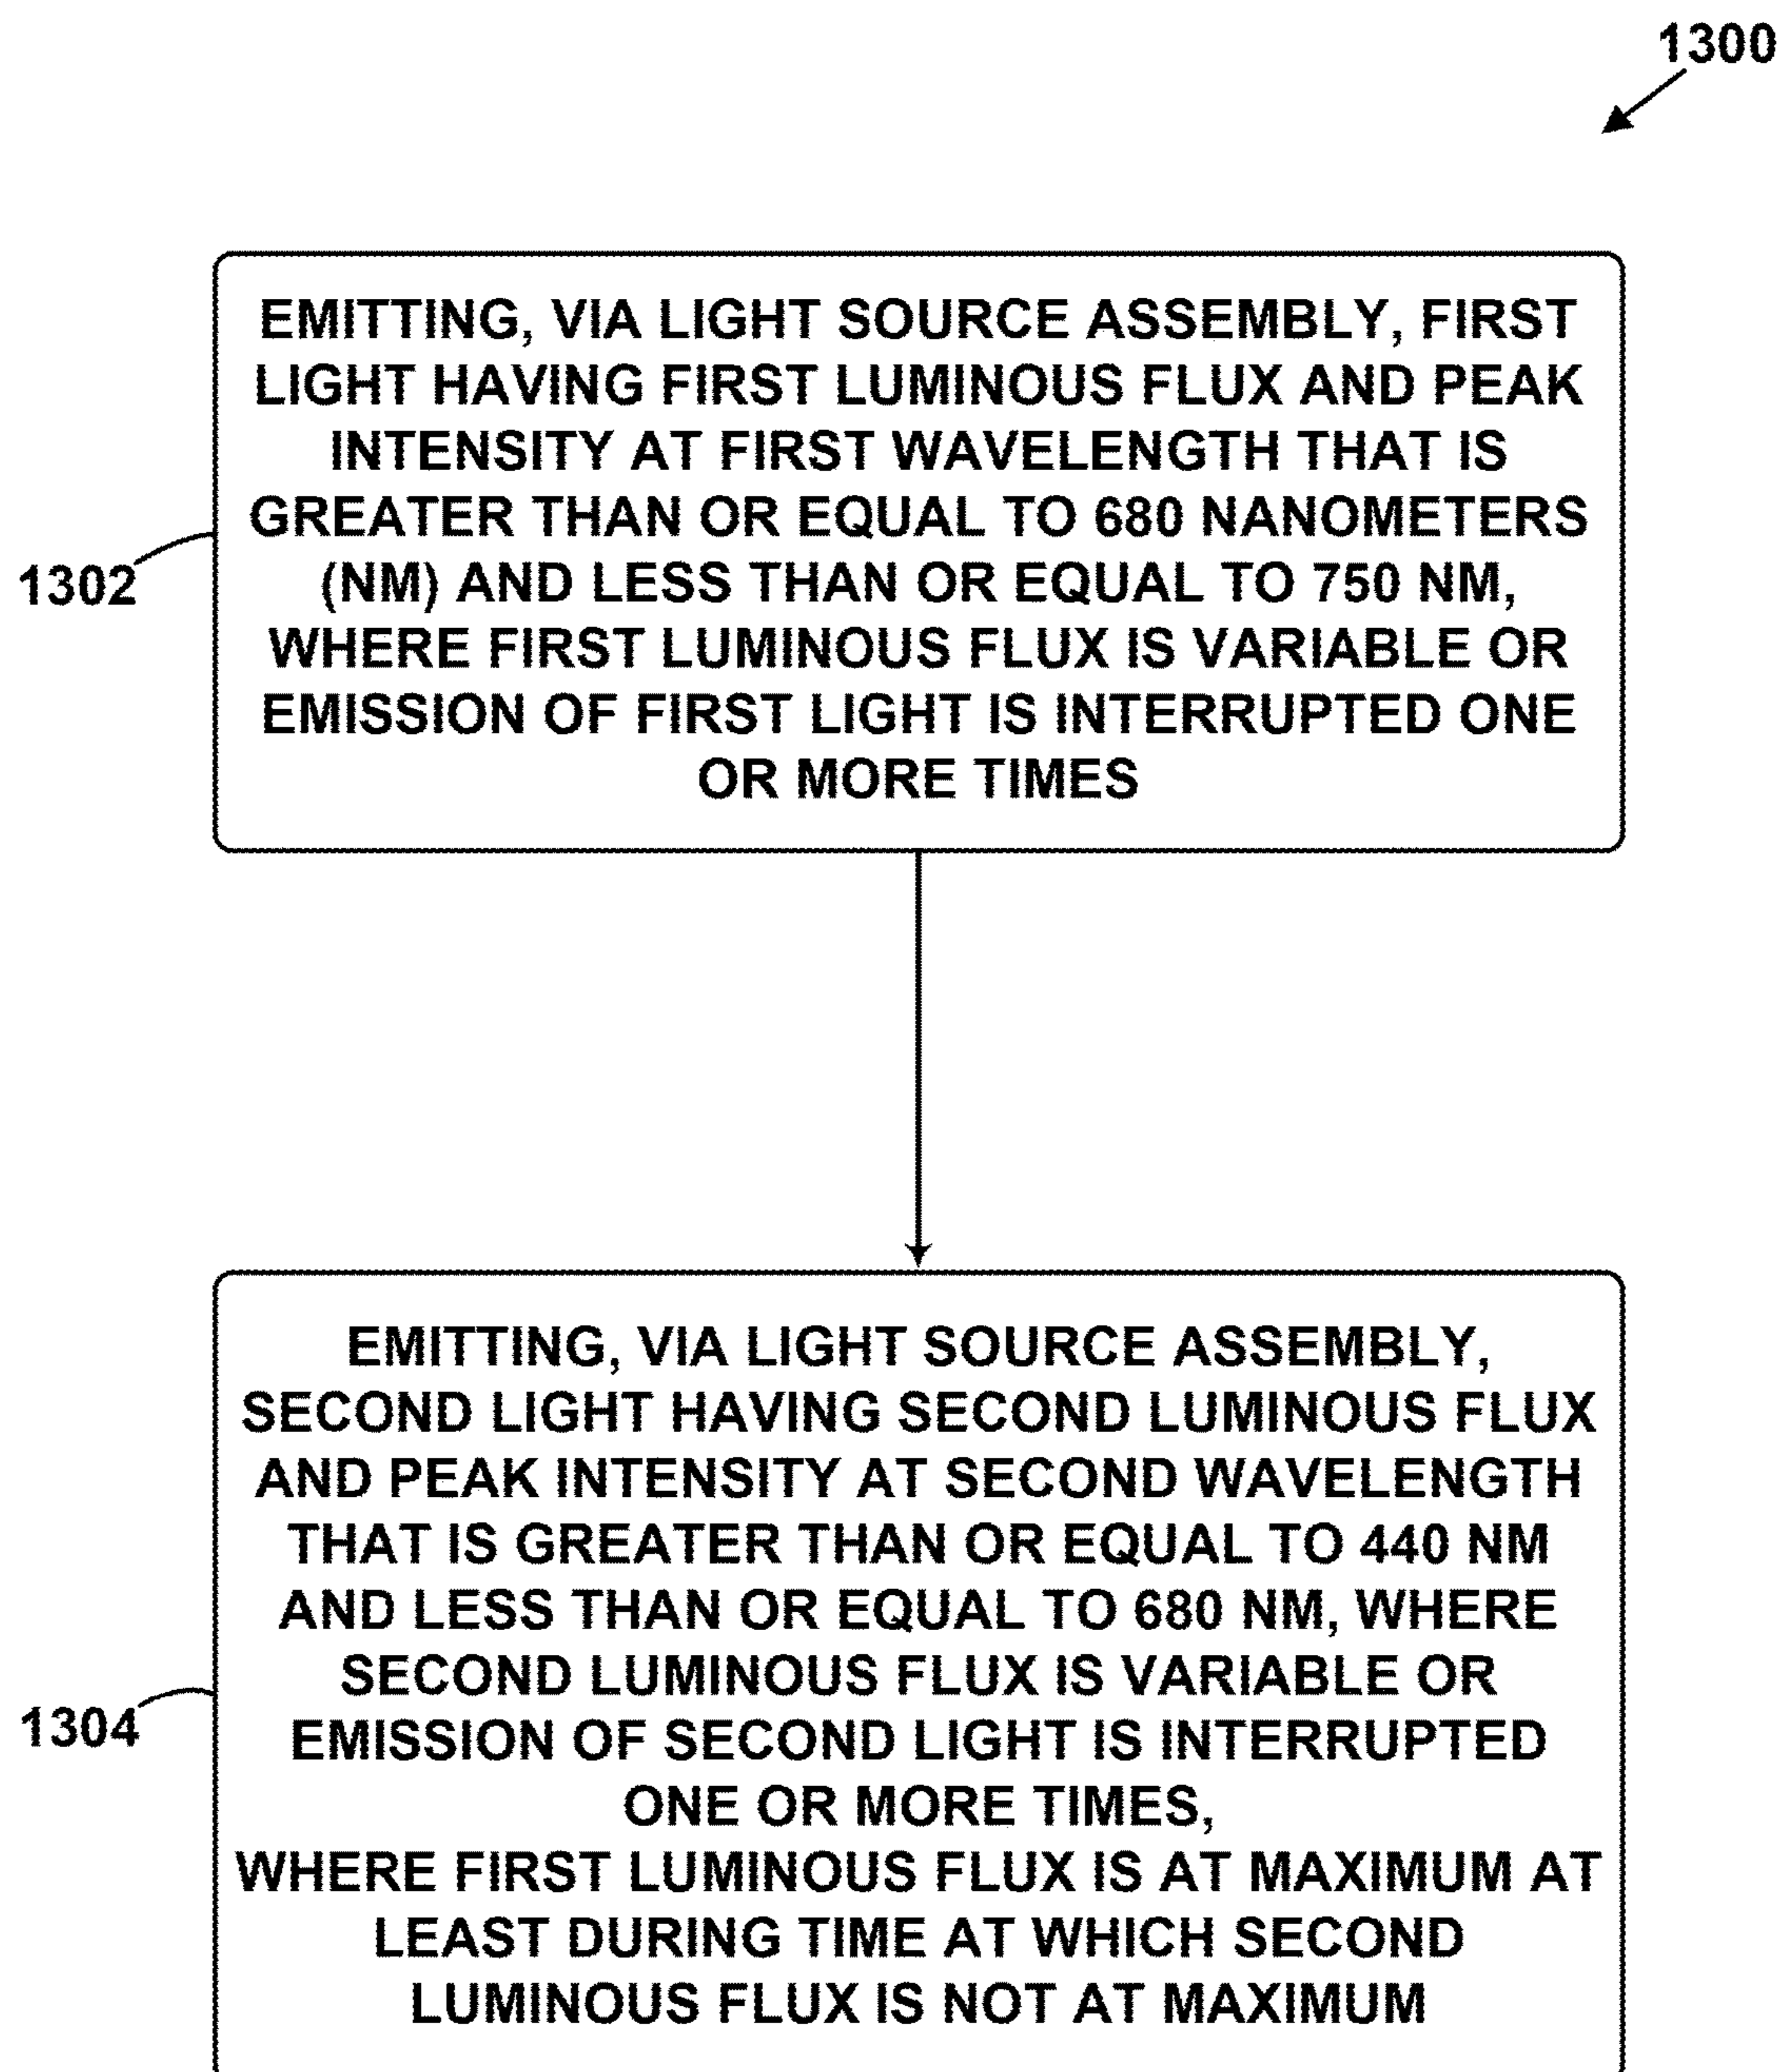 1300
EMITTING, VIA LIGHT SOURCE ASSEMBLY, FIRST
LIGHT HAVING FIRST LUMINOUS FLUX AND PEAK
INTENSITY AT FIRST WAVELENGTH THAT IS
GREATER THAN OR EQUAL TO 680 NANOMETERS
(NM) AND LESS THAN OR EQUAL TO 750 NM,
WHERE FIRST LUMINOUS FLUX IS VARIABLE OR
EMISSION OF FIRST LIGHT IS INTERRUPTED ONE
OR MORE TIMES
1302
EMITTING, VIA LIGHT SOURCE ASSEMBLY,
SECOND LIGHT HAVING SECOND LUMINOUS FLUX
AND PEAK INTENSITY AT SECOND WAVELENGTH
THAT IS GREATER THAN OR EQUAL TO 440 NM
AND LESS THAN OR EQUAL TO 680 NM, WHERE
SECOND LUMINOUS FLUX IS VARIABLE OR
EMISSION OF SECOND LIGHT IS INTERRUPTED
ONE OR MORE TIMES,
WHERE FIRST LUMINOUS FLUX IS AT MAXIMUM AT
LEAST DURING TIME AT WHICH SECOND
LUMINOUS FLUX IS NOT AT MAXIMUM
1304